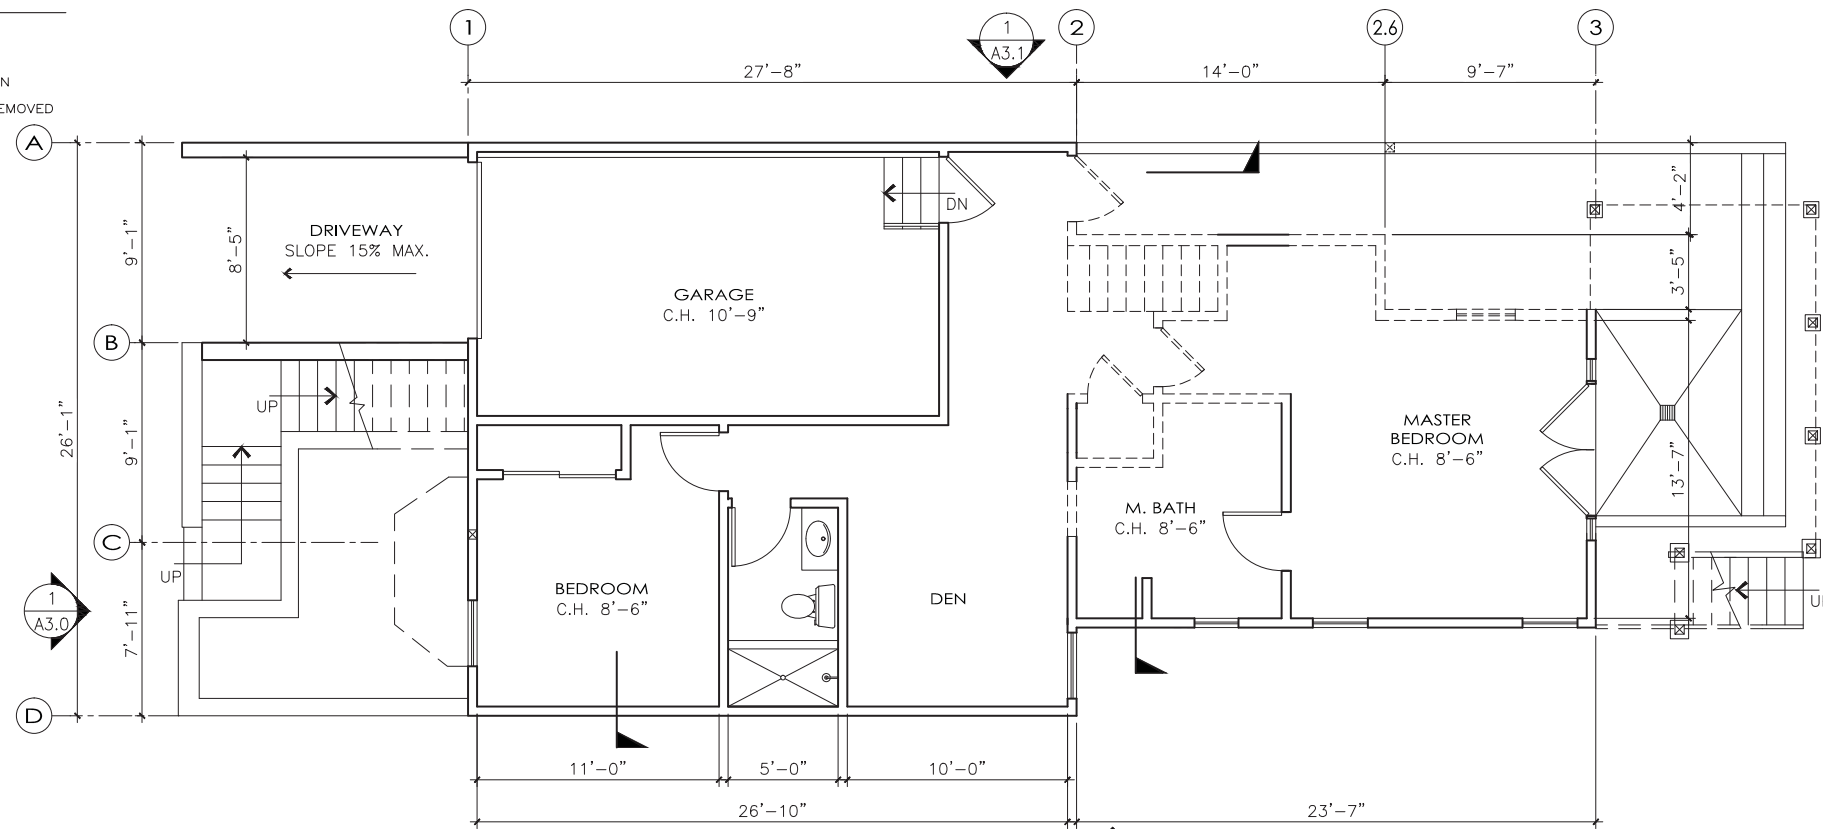 1
1
A3.1
2
2.6
3
27'-8"
14'-0"
9'-7"
EMOVED
A
B
C
D
26'-1"
9'-1"
9'-1"
7'-11"
8'-5"
DRIVEWAY
SLOPE 15% MAX.
GARAGE
C.H. 10'-9"
DN
4'-2"
3'-5"
13'-7"
UP
UP
MASTER
BEDROOM
C.H. 8'-6"
M. BATH
C.H. 8'-6"
BEDROOM
C.H. 8'-6"
DEN
1
A3.0
11'-0"
5'-0"
10'-0"
26'-10"
23'-7"